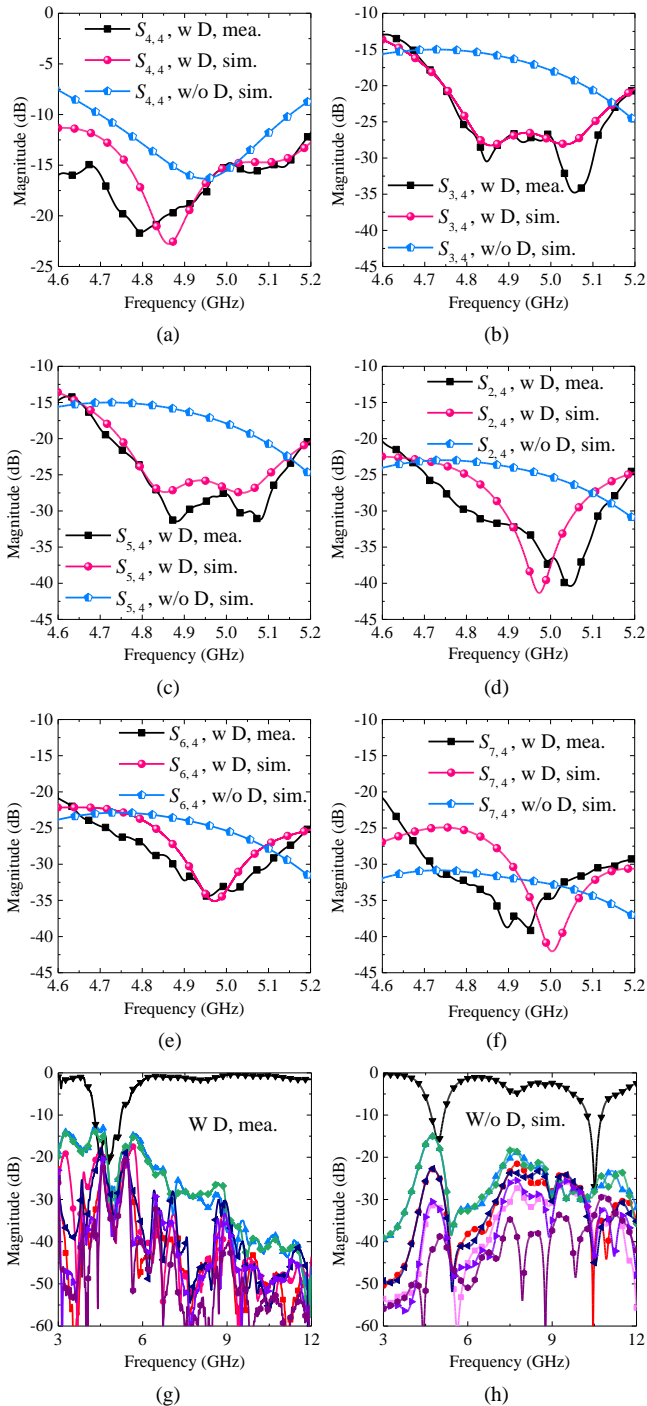 0
-5
-10
-15
-20
-25
Magnitude (dB)
S4, 4 , w D, mea.
S4, 4 , w D, sim.
S4, 4 , w/o D, sim.
4.6 4.7 4.8 4.9 5.0 5.1 5.2
Frequency (GHz)
(a)
-10
-15
-20
-25
-30
-35
-40
-45
Magnitude (dB)
S3, 4 , w D, mea.
S3, 4 , w D, sim.
S3, 4 , w/o D, sim.
4.6 4.7 4.8 4.9 5.0 5.1 5.2
Frequency (GHz)
(b)
-10
-15
-20
-25
-30
-35
-40
-45
Magnitude (dB)
S5, 4 , w D, mea.
S5, 4 , w D, sim.
S5, 4 , w/o D, sim.
4.6 4.7 4.8 4.9 5.0 5.1 5.2
Frequency (GHz)
(c)
-10
-15
-20
-25
-30
-35
-40
-45
Magnitude (dB)
S2, 4 , w D, mea.
S2, 4 , w D, sim.
S2, 4 , w/o D, sim.
4.6 4.7 4.8 4.9 5.0 5.1 5.2
Frequency (GHz)
(d)
-10
-15
-20
-25
-30
-35
-40
-45
Magnitude (dB)
S6, 4 , w D, mea.
S6, 4 , w D, sim.
S6, 4 , w/o D, sim.
4.6 4.7 4.8 4.9 5.0 5.1 5.2
Frequency (GHz)
(e)
-10
-15
-20
-25
-30
-35
-40
-45
Magnitude (dB)
S7, 4 , w D, mea.
S7, 4 , w D, sim.
S7, 4 , w/o D, sim.
4.6 4.7 4.8 4.9 5.0 5.1 5.2
Frequency (GHz)
(f)
0
-10
-20
-30
-40
-50
-60
Magnitude (dB)
W D, mea.
3 6 9 12
Frequency (GHz)
(g)
0
-10
-20
-30
-40
-50
-60
Magnitude (dB)
W/o D, sim.
3 6 9 12
Frequency (GHz)
(h)